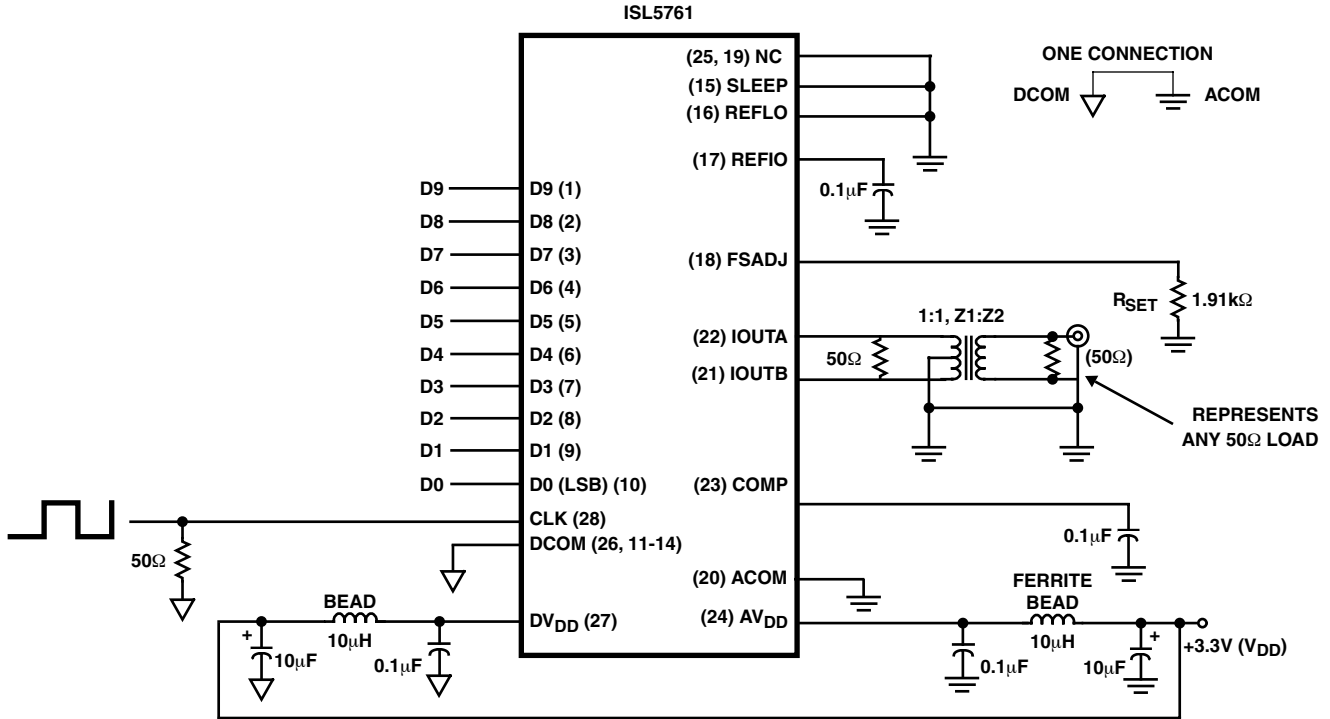 ISL5761
(25, 19) NC
(15) SLEEP
(16) REFLO
(17) REFIO
0.1µF
ONE CONNECTION
DCOM
ACOM
D9
D9 (1)
D8
D8 (2)
D7
D7 (3)
D6
D6 (4)
D5
D5 (5)
D4
D4 (6)
D3
D3 (7)
D2
D2 (8)
D1
D1 (9)
D0
D0 (LSB) (10)
CLK (28)
50Ω
DCOM (26, 11-14)
BEAD
+
10µH
10µF
0.1µF
DVDD (27)
(18) FSADJ
RSET
1.91kΩ
1:1, Z1:Z2
(22) IOUTA
50Ω
(50Ω)
(21) IOUTB
REPRESENTS
ANY 50Ω LOAD
(23) COMP
0.1µF
(20) ACOM
FERRITE
BEAD
(24) AVDD
10µH
+
+3.3V (VDD)
0.1µF
10µF